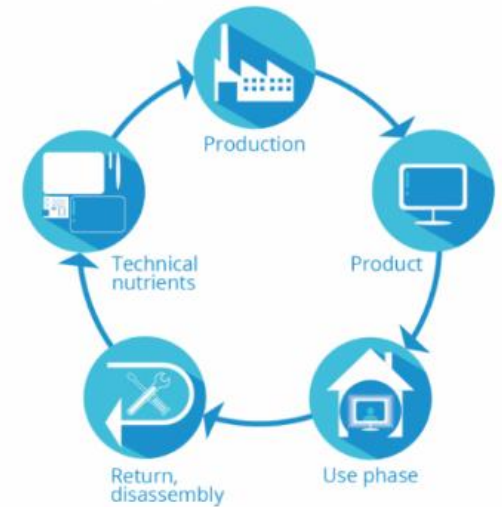 Production
Product
Use phase
Return,
disassembly
Technical
nutrients